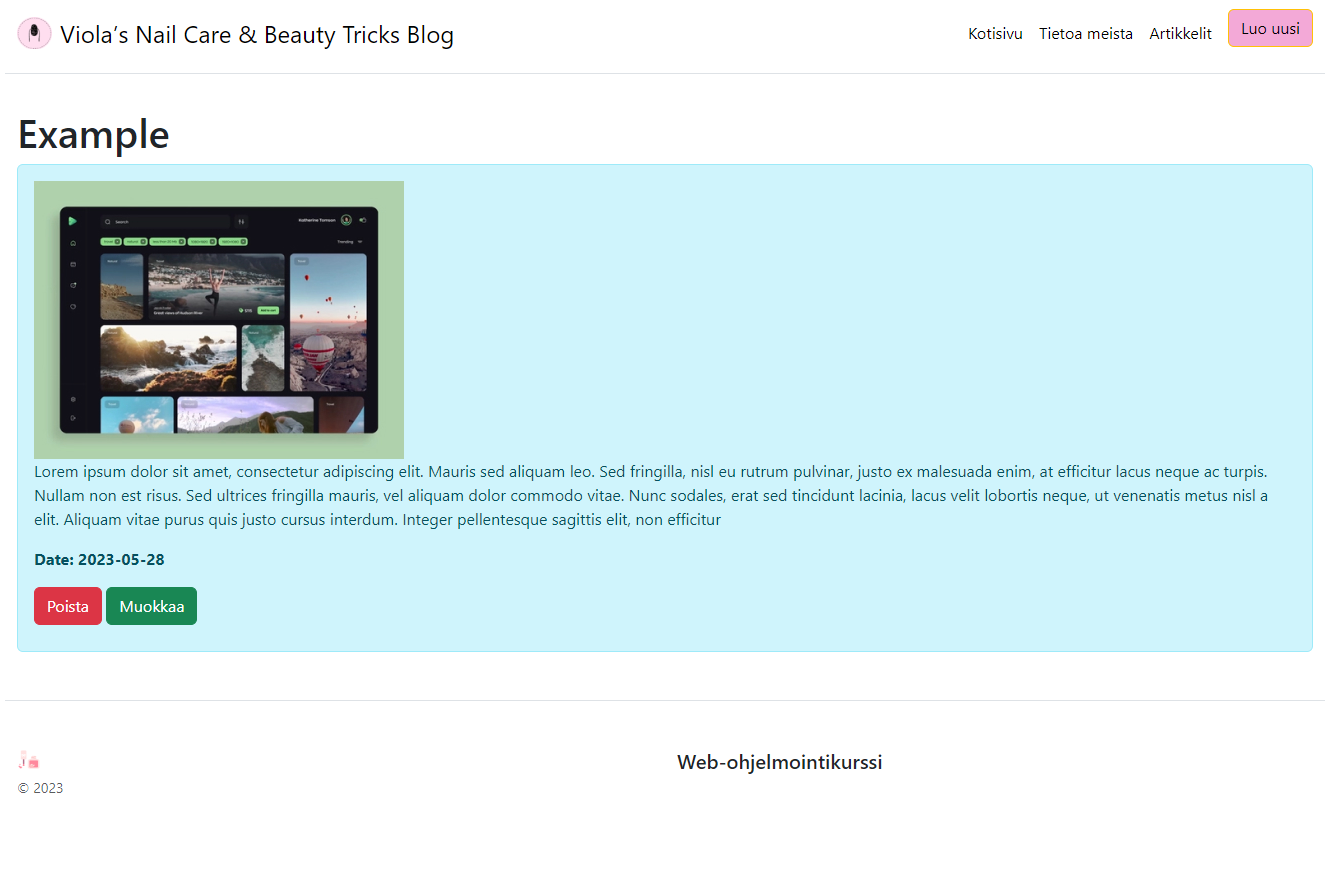 Viola's Nail Care & Beauty Tricks Blog
Kotisivu
Tietoa meista
Artikkelit
Luo uusi
Example
Search
Katherine Tomson
Trending
Travel
Lorem ipsum dolor sit amet, consectetur adipiscing elit. Mauris sed aliquam leo. Sed fringilla, nisl eu rutrum pulvinar, justo ex malesuada enim, at efficitur lacus neque ac turpis.
Nullam non est risus. Sed ultrices fringilla mauris, vel aliquam dolor commodo vitae. Nunc sodales, erat sed tincidunt lacinia, lacus velit lobortis neque, ut venenatis metus nisl a
elit. Aliquam vitae purus quis justo cursus interdum. Integer pellentesque sagittis elit, non efficitur
Date: 2023-05-28
Poista
Muokkaa
Web-ohjelmointikurssi
© 2023